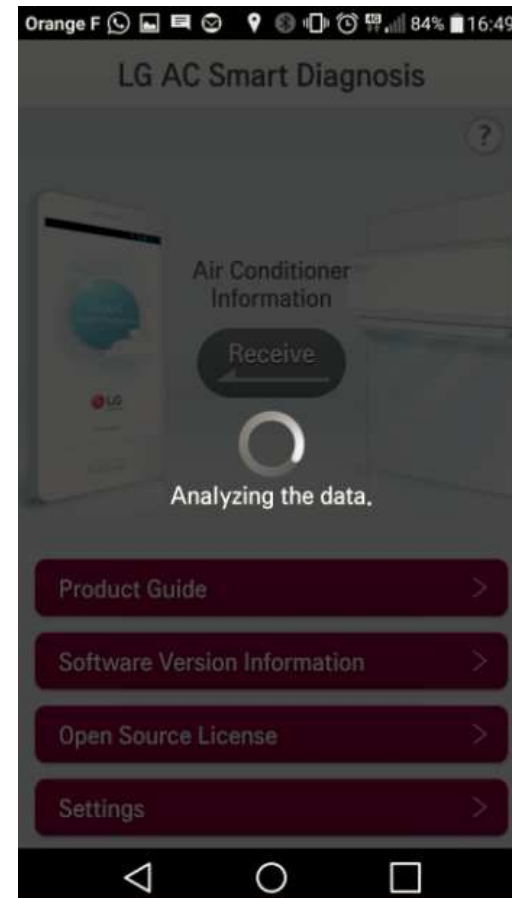 Orange F 84% 16:49
LG AC Smart Diagnosis
?
Air Conditioner
Information
Receive
LG
Analyzing the data.
Product Guide
Software Version Information
Open Source License
Settings